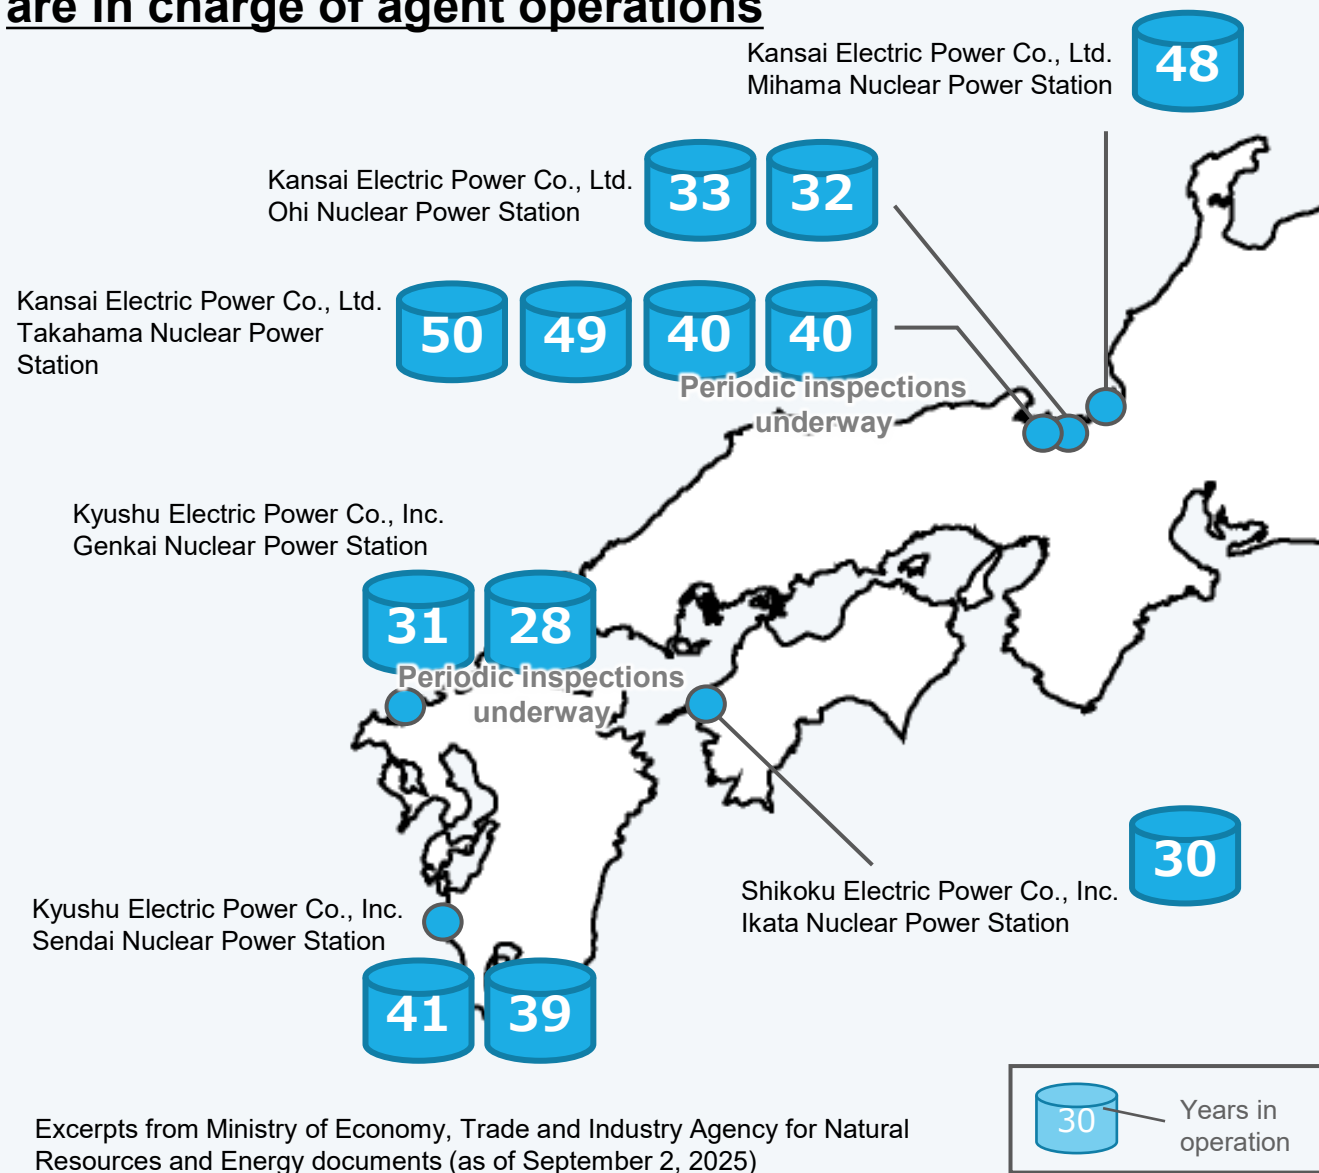 are in charge of agent operations
Kansai Electric Power Co., Ltd.
Mihama Nuclear Power Station
48
Kansai Electric Power Co., Ltd.
Ohi Nuclear Power Station
33 32
Kansai Electric Power Co., Ltd.
Takahama Nuclear Power
Station
50 49 40 40
Periodic inspections
underway
Kyushu Electric Power Co., Inc.
Genkai Nuclear Power Station
31 28
Periodic inspections
underway
Shikoku Electric Power Co., Inc.
Ikata Nuclear Power Station
30
Kyushu Electric Power Co., Inc.
Sendai Nuclear Power Station
41 39
30
Years in
operation
Excerpts from Ministry of Economy, Trade and Industry Agency for Natural
Resources and Energy documents (as of September 2, 2025)